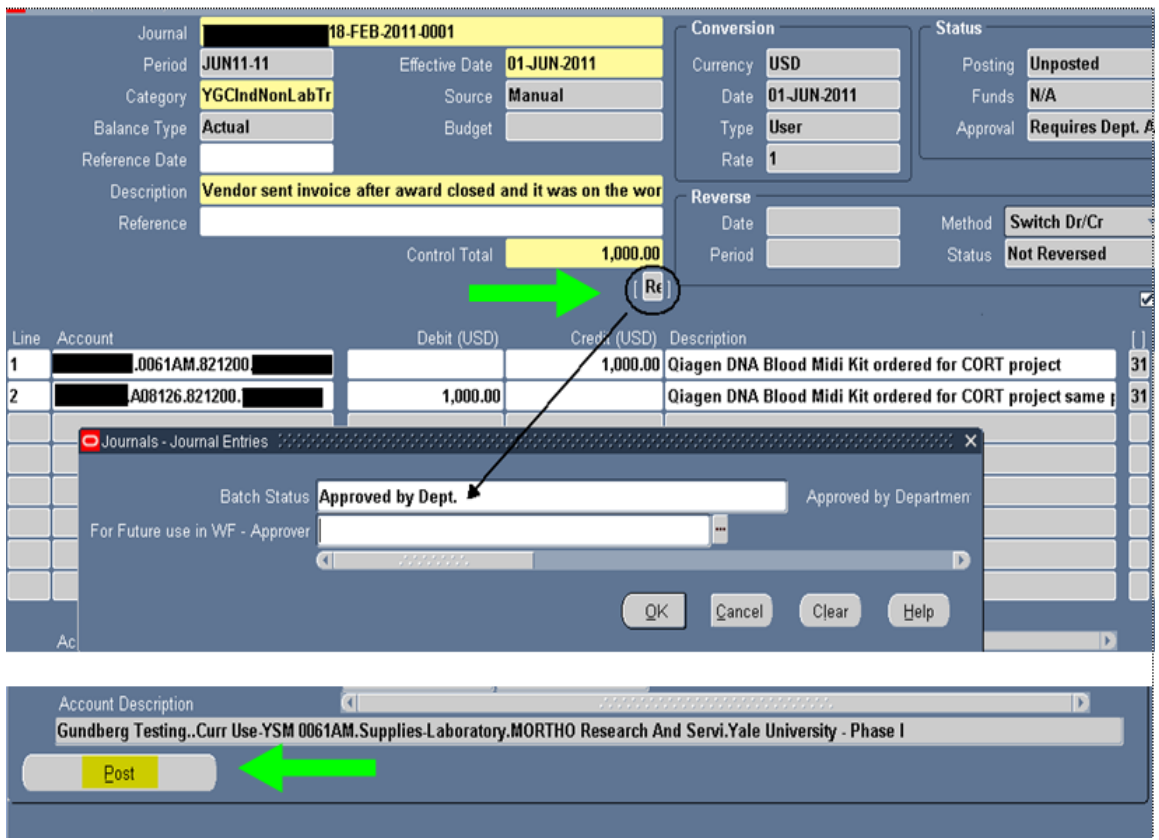 Journal 18-FEB-2011-0001 Conversion Status
Period JUN11-11 Effective Date 01-JUN-2011 Currency USD Posting Unposted
Category YGCIndNonLabTr Source Manual Date 01-JUN-2011 Funds N/A
Balance Type Actual Budget Type User Approval Requires Dept. A
Reference Date Rate 1
Description Vendor sent invoice after award closed and it was on the wor Reverse
Reference Date Method Switch Dr/Cr
Control Total 1,000.00 Period Status Not Reversed
[ Re ]
Line Account Debit (USD) Credit (USD) Description [ ]
1 .0061AM.821200. 1,000.00 Qiagen DNA Blood Midi Kit ordered for CORT project 31
2 .A08126.821200. 1,000.00 Qiagen DNA Blood Midi Kit ordered for CORT project same p 31
Journals - Journal Entries
Batch Status Approved by Dept. Approved by Departmen
For Future use in WF - Approver ...
OK Cancel Clear Help
Ac
Account Description
Gundberg Testing..Curr Use-YSM 0061AM.Supplies-Laboratory.MORTHO Research And Servi.Yale University - Phase I
Post